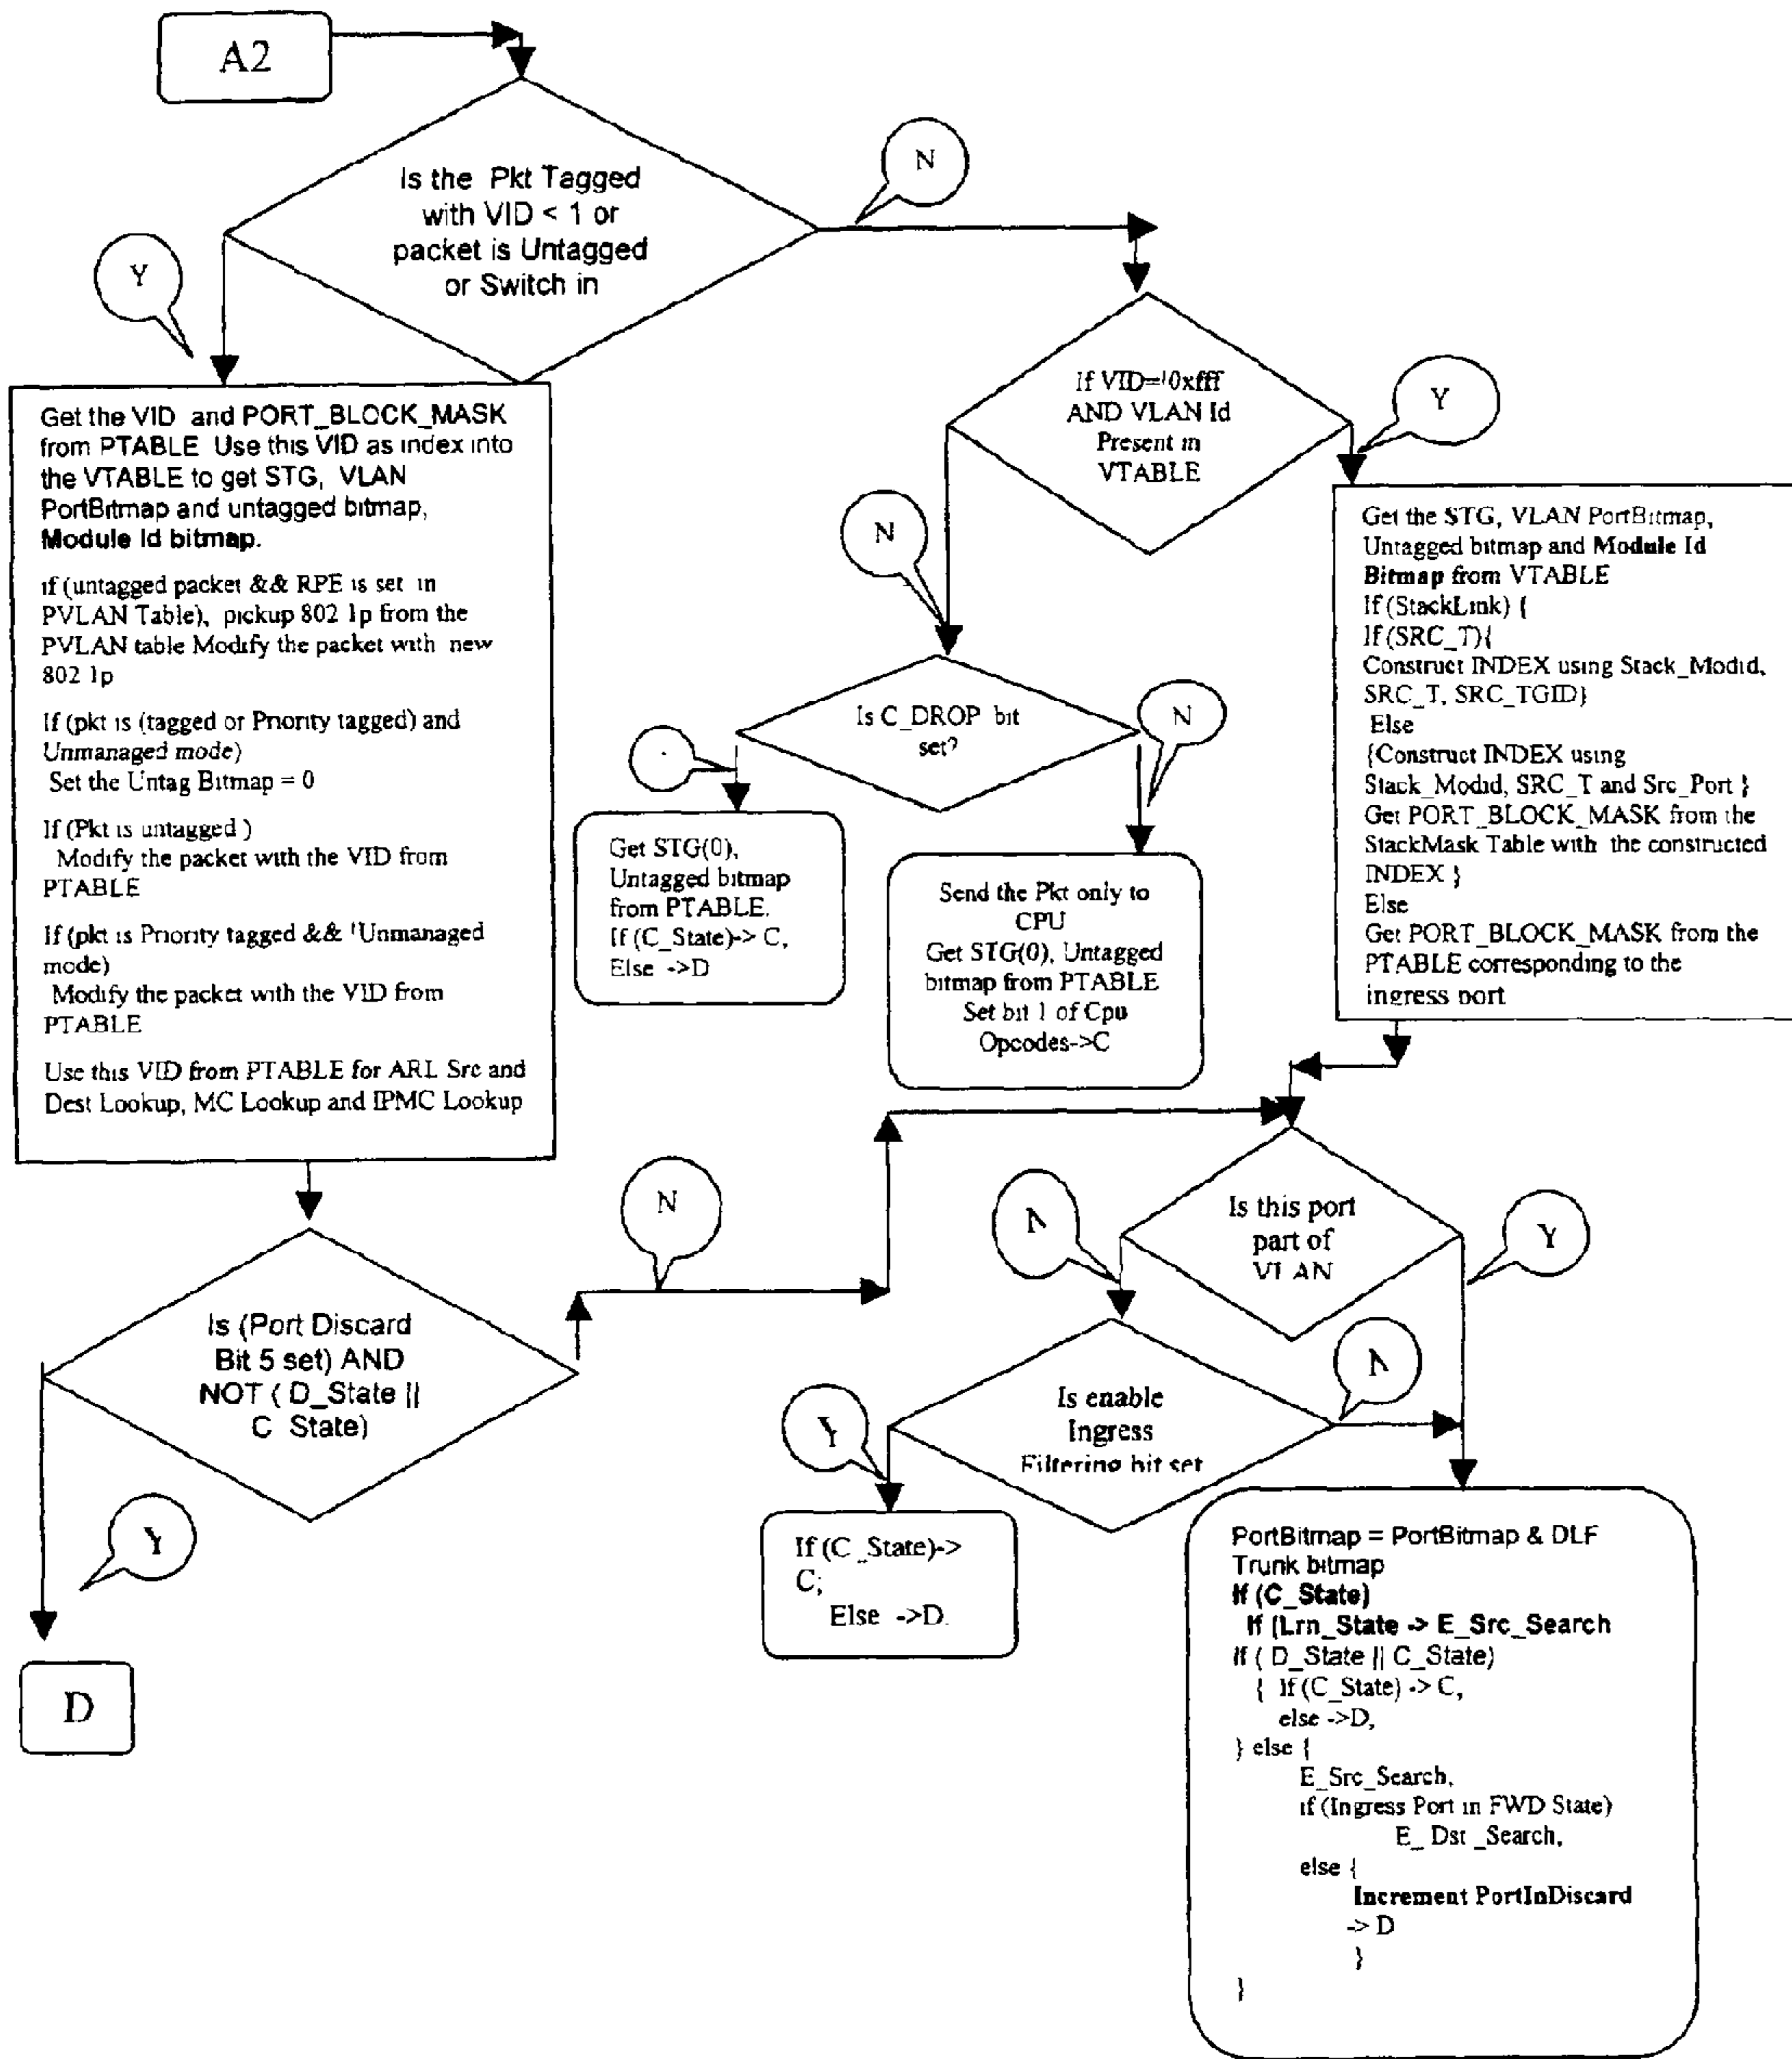 A2
Is the Pkt Tagged
with VID < 1 or
packet is Untagged
or Switch in
N
Y
Get the VID and PORT_BLOCK_MASK
from PTABLE Use this VID as index into
the VTABLE to get STG, VLAN
PortBitmap and untagged bitmap,
Module Id bitmap.
if (untagged packet && RPE is set in
PVLAN Table), pickup 802 1p from the
PVLAN table Modify the packet with new
802 1p
If (pkt is (tagged or Priority tagged) and
Unmanaged mode)
Set the Untag Bitmap = 0
If (Pkt is untagged )
Modify the packet with the VID from
PTABLE
If (pkt is Priority tagged && !Unmanaged
mode)
Modify the packet with the VID from
PTABLE
Use this VID from PTABLE for ARL Src and
Dest Lookup, MC Lookup and IPMC Lookup
If VID=!0xfff
AND VLAN Id
Present in
VTABLE
Y
N
Get the STG, VLAN PortBitmap,
Untagged bitmap and Module Id
Bitmap from VTABLE
If (StackLink) {
If (SRC_T){
Construct INDEX using Stack_Modid,
SRC_T, SRC_TGID}
Else
{Construct INDEX using
Stack_Modid, SRC_T and Src_Port }
Get PORT_BLOCK_MASK from the
StackMask Table with the constructed
INDEX }
Else
Get PORT_BLOCK_MASK from the
PTABLE corresponding to the
ingress port
Is C_DROP bit
set?
N
Get STG(0),
Untagged bitmap
from PTABLE.
If (C_State)-> C,
Else ->D
Send the Pkt only to
CPU
Get STG(0), Untagged
bitmap from PTABLE
Set bit 1 of Cpu
Opcodes->C
Is (Port Discard
Bit 5 set) AND
NOT ( D_State ||
C State)
N
Y
D
Is this port
part of
VLAN
N
Y
Is enable
Ingress
Filtering bit set
N
Y
If (C_State)->
C;
Else ->D.
PortBitmap = PortBitmap & DLF
Trunk bitmap
If (C_State)
If (Lrn_State -> E_Src_Search
If ( D_State || C_State)
{ If (C_State) -> C,
else ->D,
} else {
E_Src_Search,
if (Ingress Port in FWD State)
E_ Dst _Search,
else {
Increment PortInDiscard
-> D
}
}